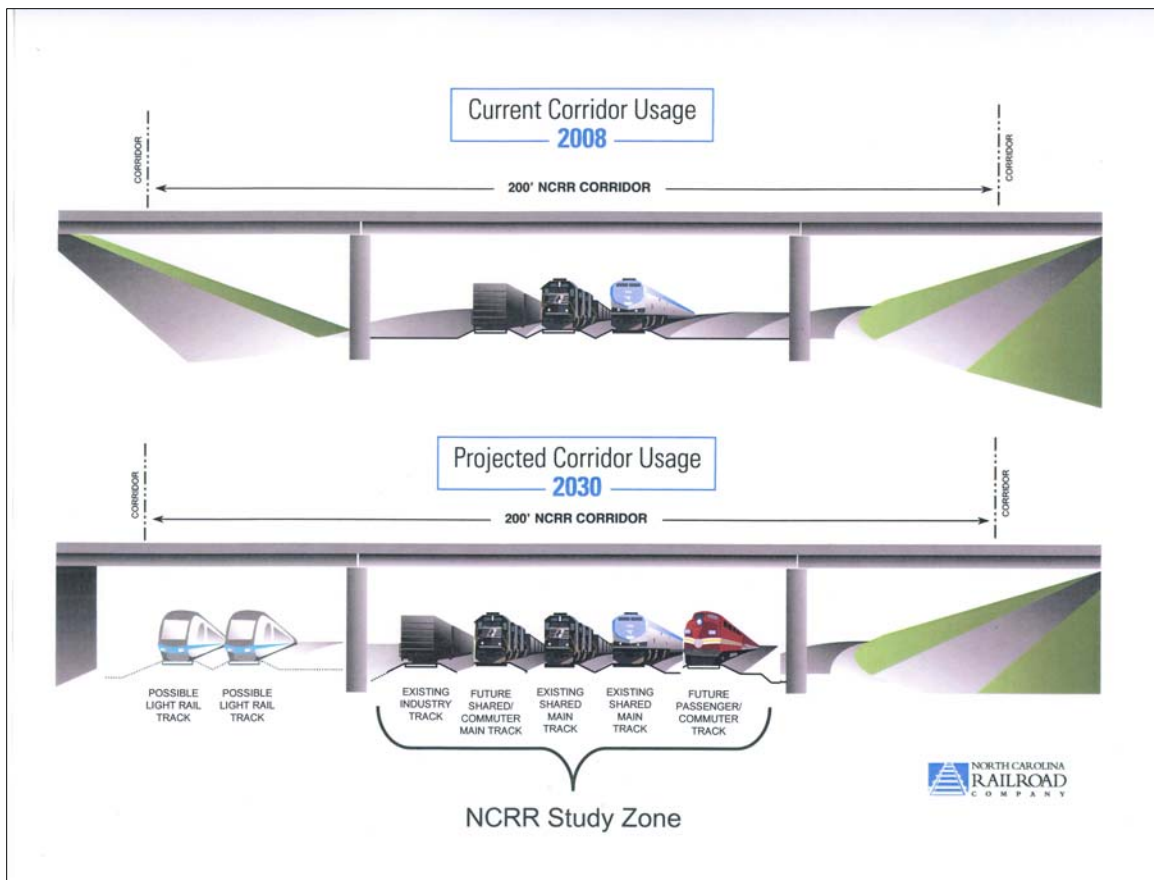 Current Corridor Usage
2008
CORRIDOR
CORRIDOR
200' NCRR CORRIDOR
Projected Corridor Usage
2030
CORRIDOR
CORRIDOR
200' NCRR CORRIDOR
POSSIBLE
LIGHT RAIL
TRACK
POSSIBLE
LIGHT RAIL
TRACK
EXISTING
INDUSTRY
TRACK
FUTURE
SHARED/
COMMUTER
MAIN TRACK
EXISTING
SHARED
MAIN
TRACK
EXISTING
SHARED
MAIN
TRACK
FUTURE
PASSENGER/
COMMUTER
TRACK
NCRR Study Zone
NORTH CAROLINA
RAILROAD
COMPANY